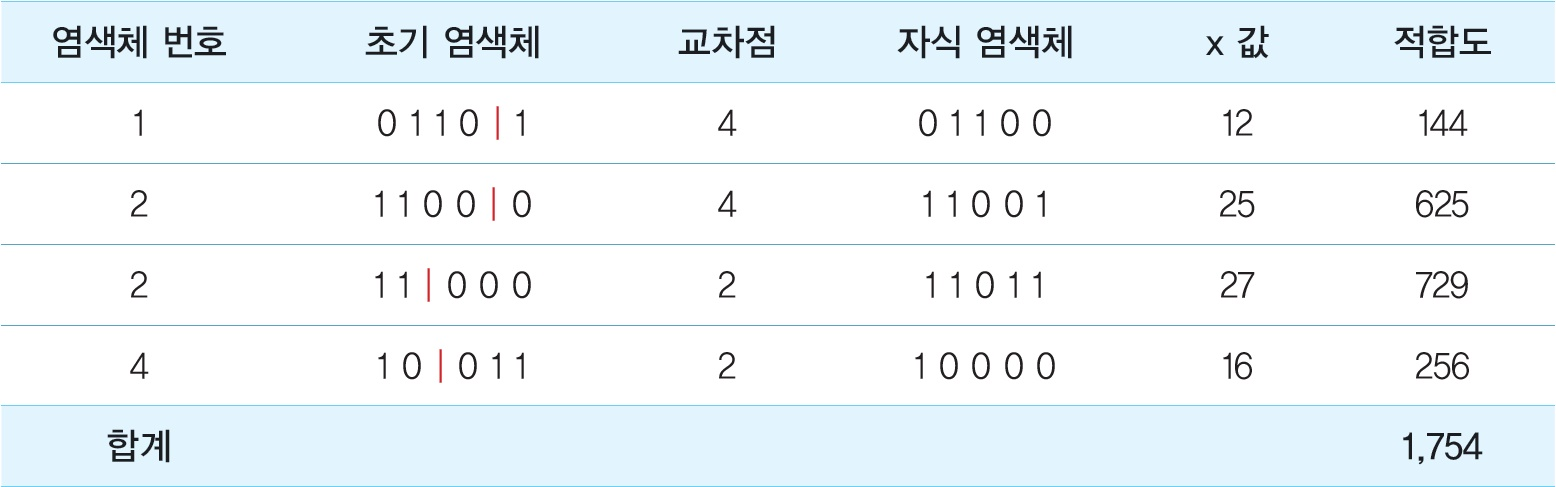 염색체 번호 초기 염색체 교차점 자식 염색체 x 값 적합도
1 0 1 1 0 | 1 4 0 1 1 0 0 12 144
2 1 1 0 0 | 0 4 1 1 0 0 1 25 625
2 1 1 | 0 0 0 2 1 1 0 1 1 27 729
4 1 0 | 0 1 1 2 1 0 0 0 0 16 256
합계 1,754